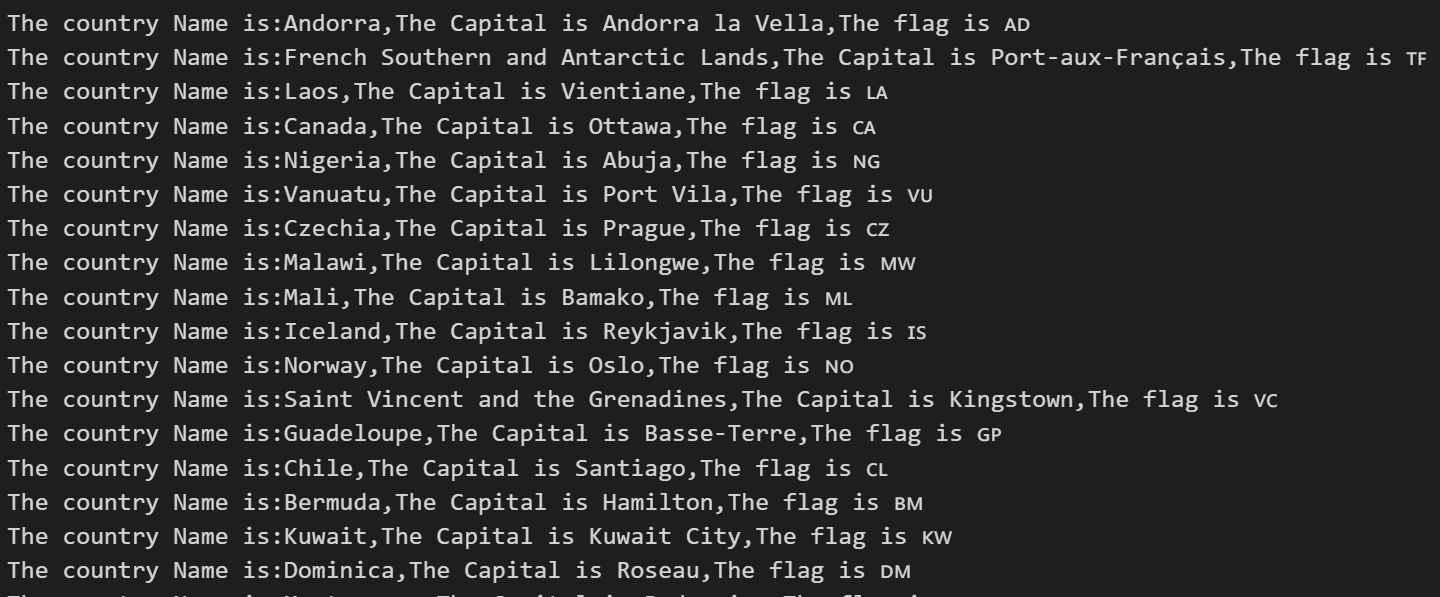 The country Name is:Andorra,The Capital is Andorra la Vella,The flag is AD
The country Name is:French Southern and Antarctic Lands,The Capital is Port-aux-Français,The flag is TF
The country Name is:Laos,The Capital is Vientiane,The flag is LA
The country Name is:Canada,The Capital is Ottawa,The flag is CA
The country Name is:Nigeria,The Capital is Abuja,The flag is NG
The country Name is:Vanuatu,The Capital is Port Vila,The flag is VU
The country Name is:Czechia,The Capital is Prague,The flag is CZ
The country Name is:Malawi,The Capital is Lilongwe,The flag is MW
The country Name is:Mali,The Capital is Bamako,The flag is ML
The country Name is:Iceland,The Capital is Reykjavik,The flag is IS
The country Name is:Norway,The Capital is Oslo,The flag is NO
The country Name is:Saint Vincent and the Grenadines,The Capital is Kingstown,The flag is VC
The country Name is:Guadeloupe,The Capital is Basse-Terre,The flag is GP
The country Name is:Chile,The Capital is Santiago,The flag is CL
The country Name is:Bermuda,The Capital is Hamilton,The flag is BM
The country Name is:Kuwait,The Capital is Kuwait City,The flag is KW
The country Name is:Dominica,The Capital is Roseau,The flag is DM